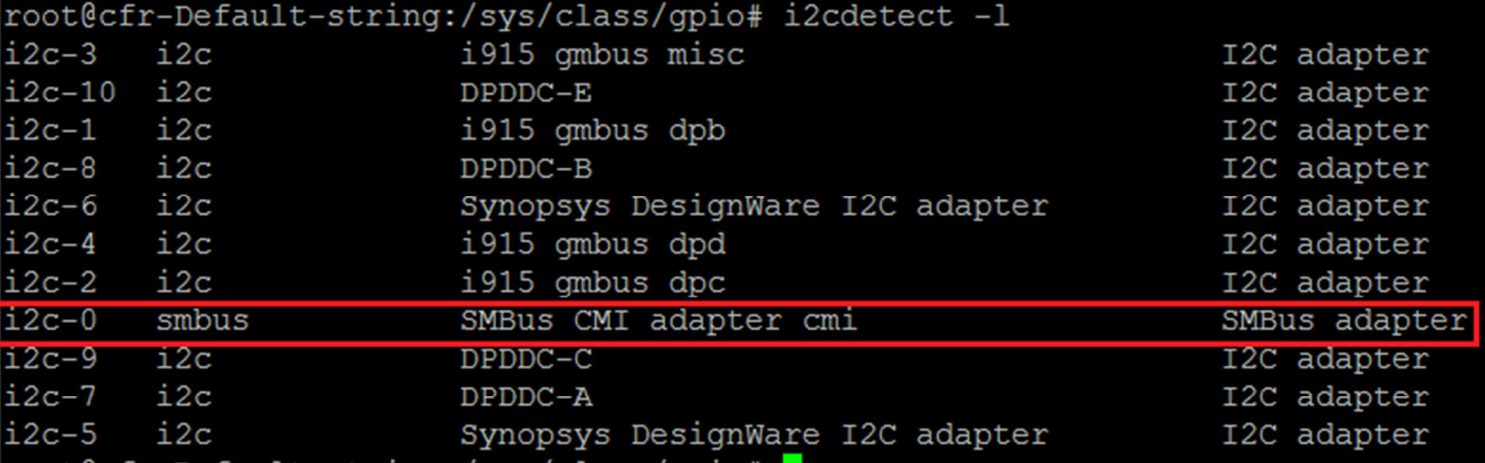 root@cfr-Default-string:/sys/class/gpio# i2cdetect -l
i2c-3 i2c i915 gmbus misc I2C adapter
i2c-10 i2c DPDDC-E I2C adapter
i2c-1 i2c i915 gmbus dpb I2C adapter
i2c-8 i2c DPDDC-B I2C adapter
i2c-6 i2c Synopsys DesignWare I2C adapter I2C adapter
i2c-4 i2c i915 gmbus dpd I2C adapter
i2c-2 i2c i915 gmbus dpc I2C adapter
i2c-0 smbus SMBus CMI adapter cmi SMBus adapter
i2c-9 i2c DPDDC-C I2C adapter
i2c-7 i2c DPDDC-A I2C adapter
i2c-5 i2c Synopsys DesignWare I2C adapter I2C adapter